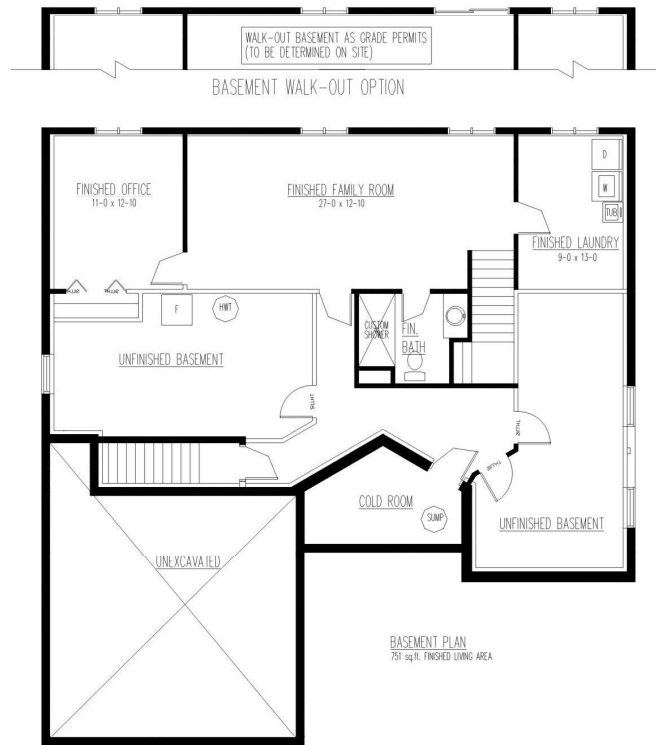 WALK-OUT BASEMENT AS GRADE PERMITS
(TO BE DETERMINED ON SITE)
BASEMENT WALK-OUT OPTION
FINISHED OFFICE
11-0 x 12-10
FINISHED FAMILY ROOM
27-0 x 12-10
D
W
TUB
FINISHED LAUNDRY
9-0 x 13-0
F
HWT
CUSTOM
SHOWER
FIN.
BATH
UNFINISHED BASEMENT
COLD ROOM
SUMP
UNFINISHED BASEMENT
UNEXCAVATED
BASEMENT PLAN
751 sq.ft. FINISHED LIVING AREA